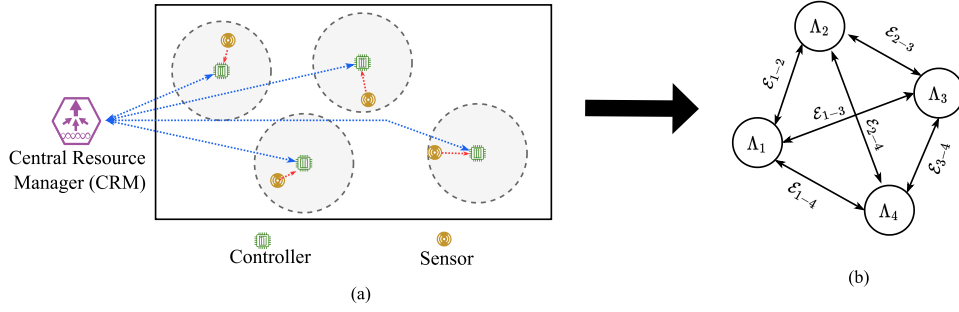 Central Resource
Manager (CRM)
Controller
Sensor
(a)
Λ₂
ℰ₂₋₃
ℰ₁₋₂
Λ₃
ℰ₁₋₃
ℰ₂₋₄
Λ₁
ℰ₃₋₄
ℰ₁₋₄
Λ₄
(b)